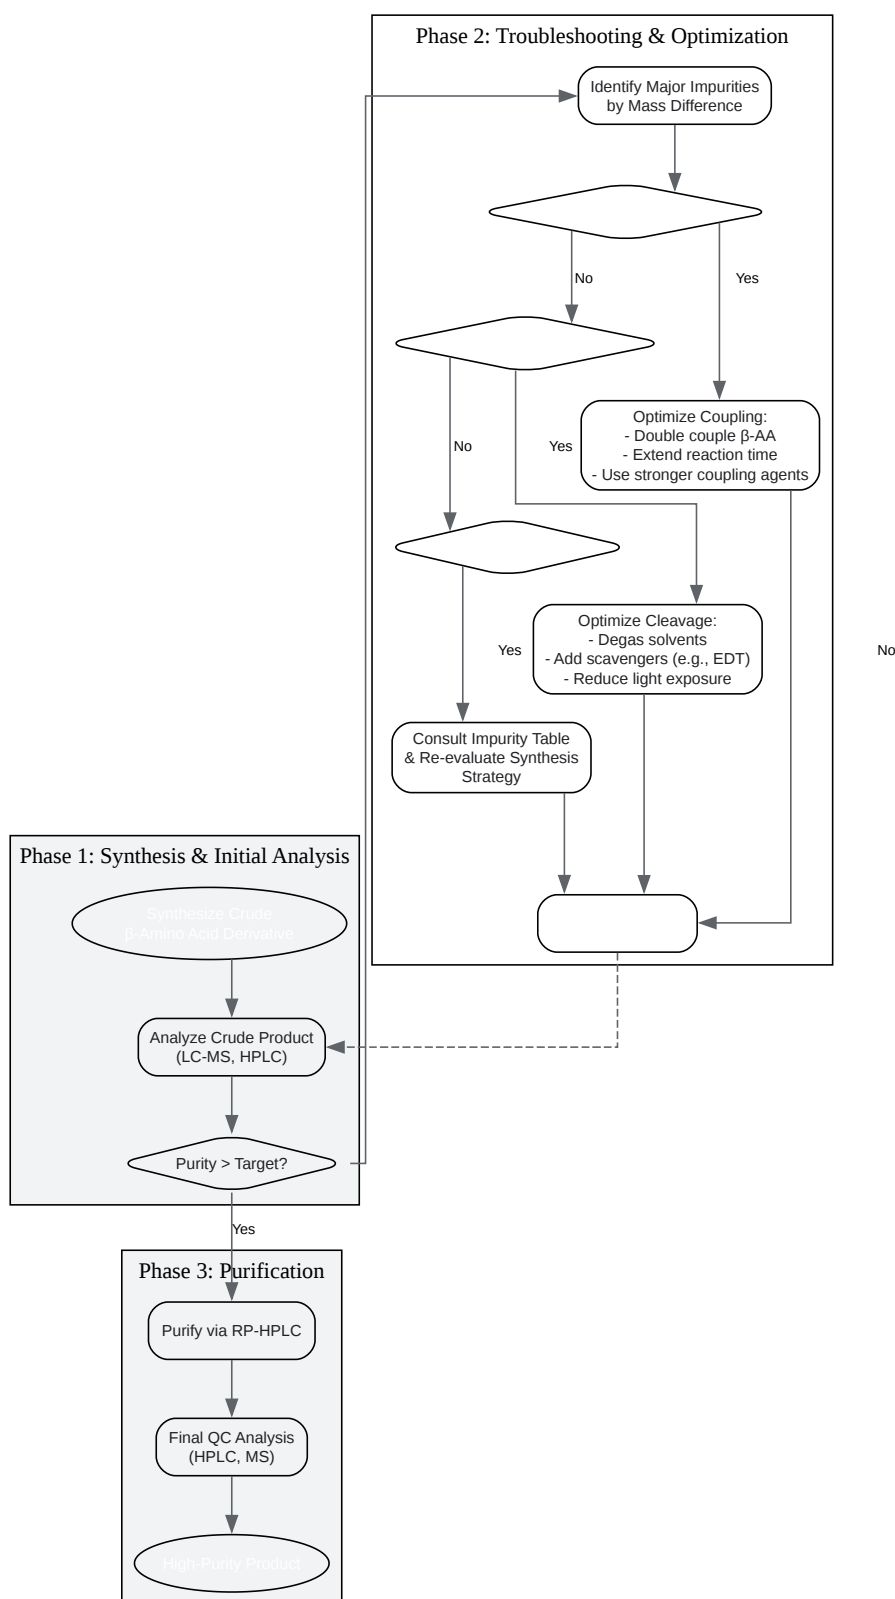 Phase 2: Troubleshooting & Optimization
Identify Major Impurities
by Mass Difference
No
Yes
Optimize Coupling:
- Double couple β-AA
- Extend reaction time
- Use stronger coupling agents
No
Yes
Optimize Cleavage:
- Degas solvents
- Add scavengers (e.g., EDT)
- Reduce light exposure
Yes
No
Consult Impurity Table
& Re-evaluate Synthesis
Strategy
Phase 1: Synthesis & Initial Analysis
Synthesize Crude
β-Amino Acid Derivative
Analyze Crude Product
(LC-MS, HPLC)
Purity > Target?
Yes
Phase 3: Purification
Purify via RP-HPLC
Final QC Analysis
(HPLC, MS)
High-Purity Product